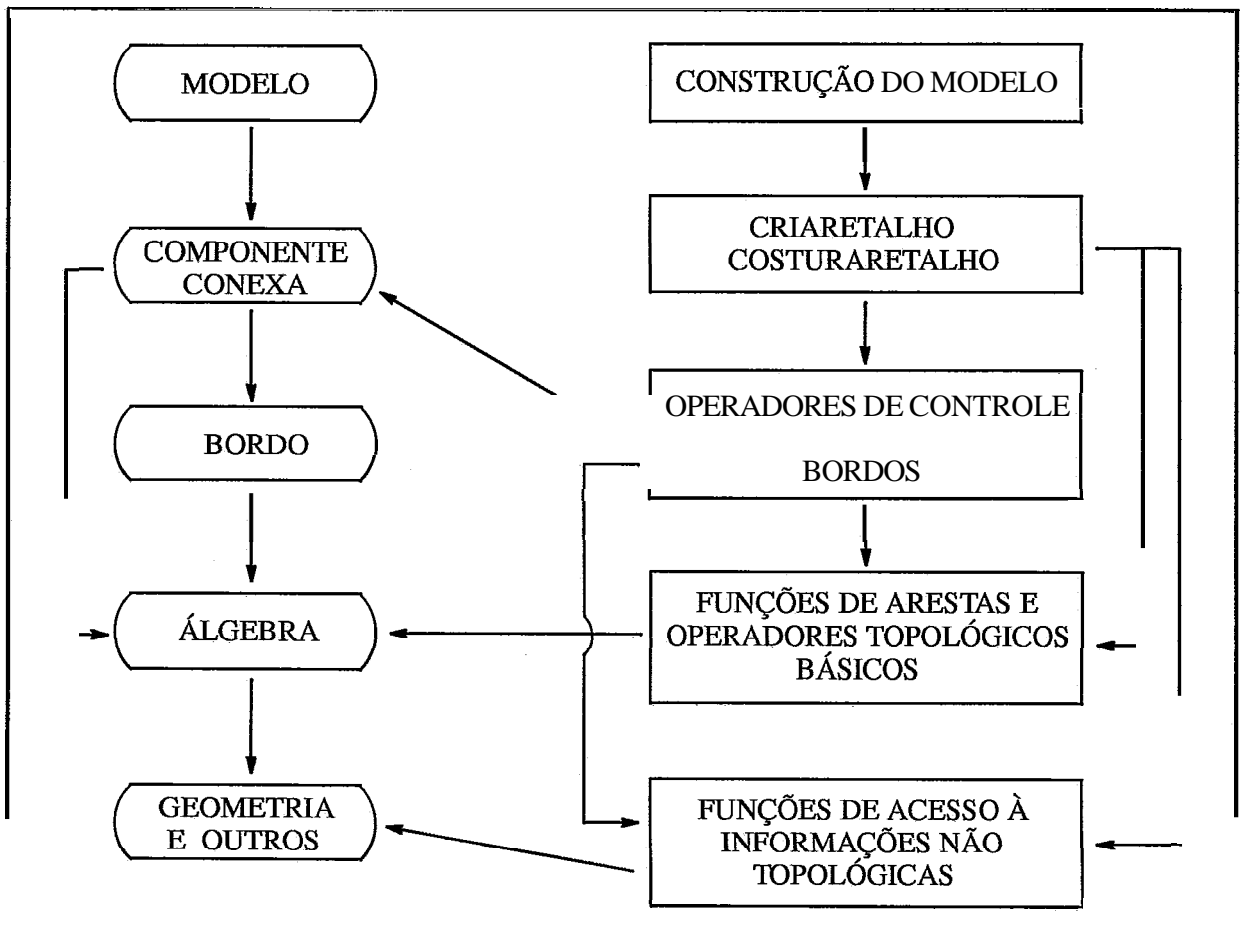 MODELO
COMPONENTE
CONEXA
BORDO
ÁLGEBRA
GEOMETRIA
E OUTROS
CONSTRUÇÃO DO MODELO
CRIARETALHO
COSTURARETALHO
OPERADORES DE CONTROLE
BORDOS
FUNÇÕES DE ARESTAS E
OPERADORES TOPOLÓGICOS
BÁSICOS
FUNÇÕES DE ACESSO À
INFORMAÇÕES NÃO
TOPOLÓGICAS